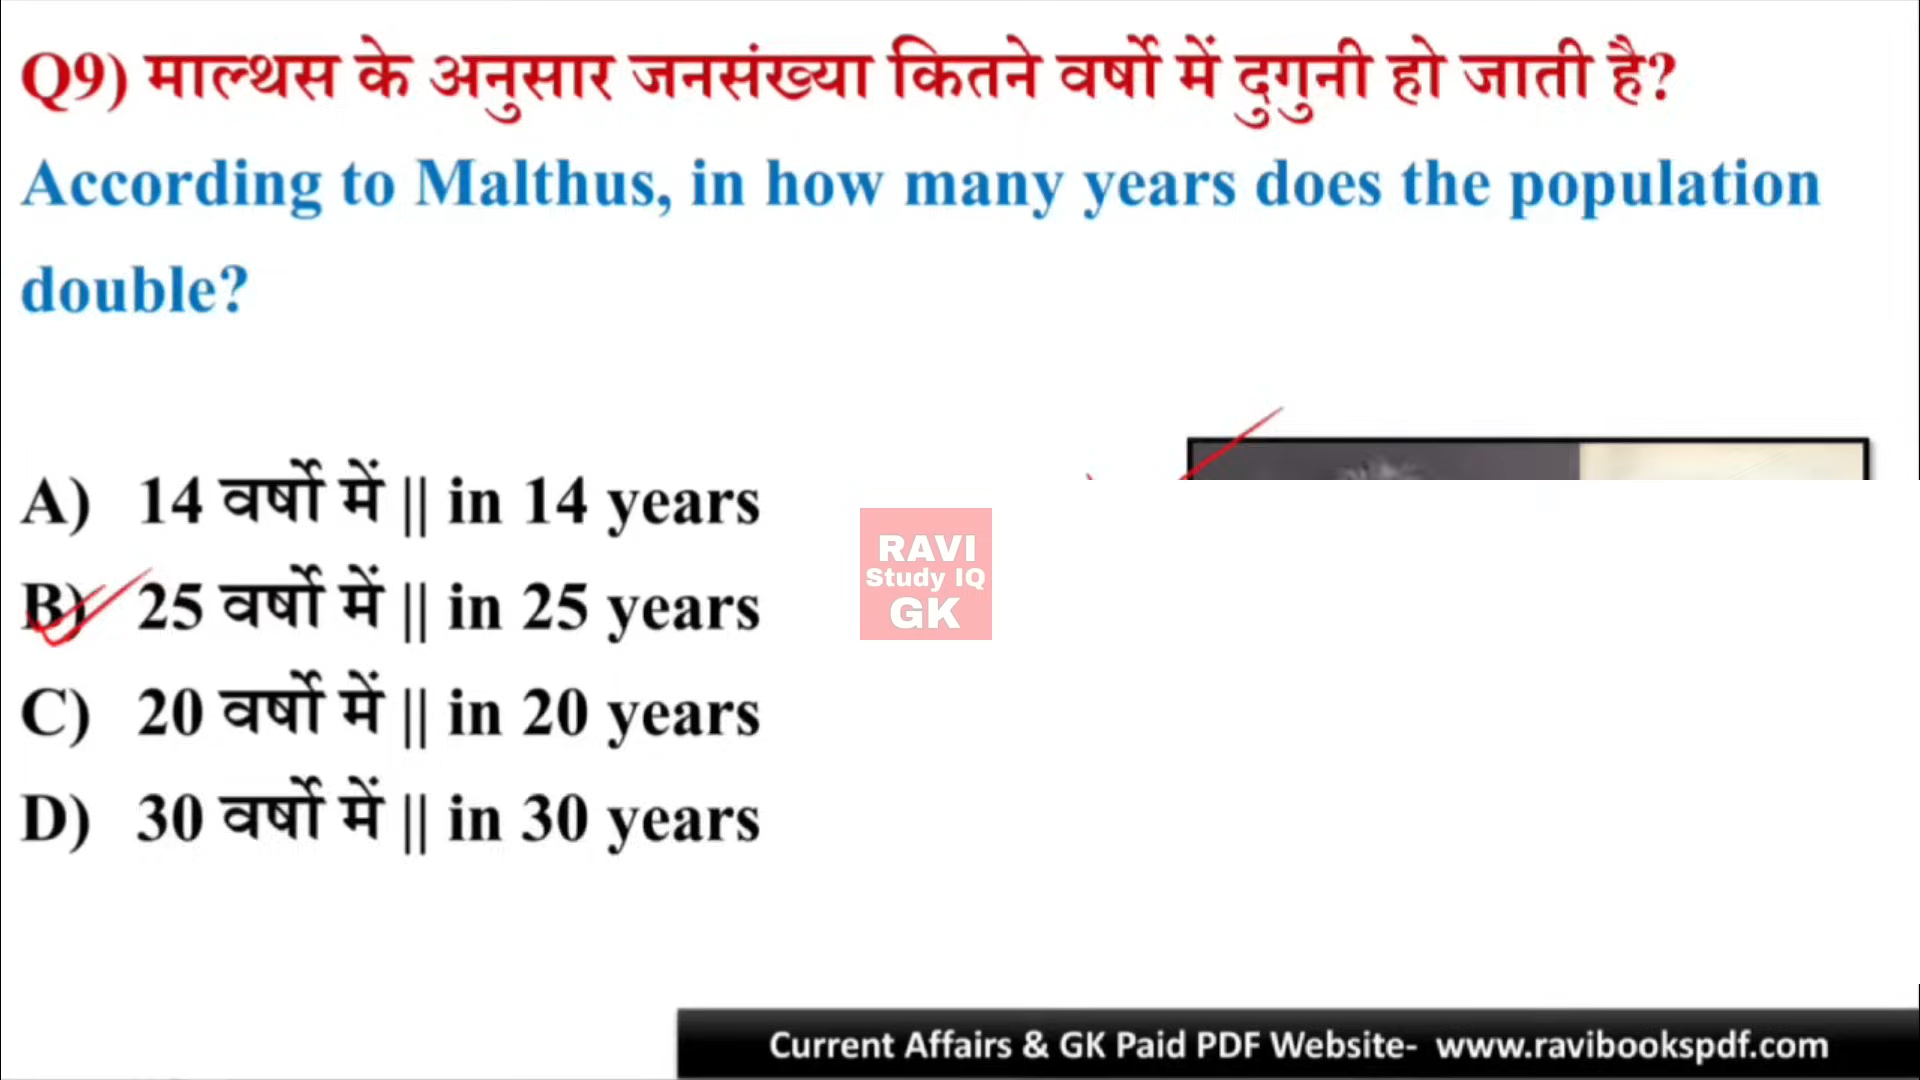 Q9) माल्थस के अनुसार जनसंख्या कितने वर्षो में दुगुनी हो जाती है?
According to Malthus, in how many years does the population
double?
A) 14 वर्षो में || in 14 years
B) 25 वर्षो में || in 25 years
C) 20 वर्षो में || in 20 years
D) 30 वर्षो में || in 30 years
RAVI
Study IQ
GK
Current Affairs & GK Paid PDF Website- www.ravibookspdf.com